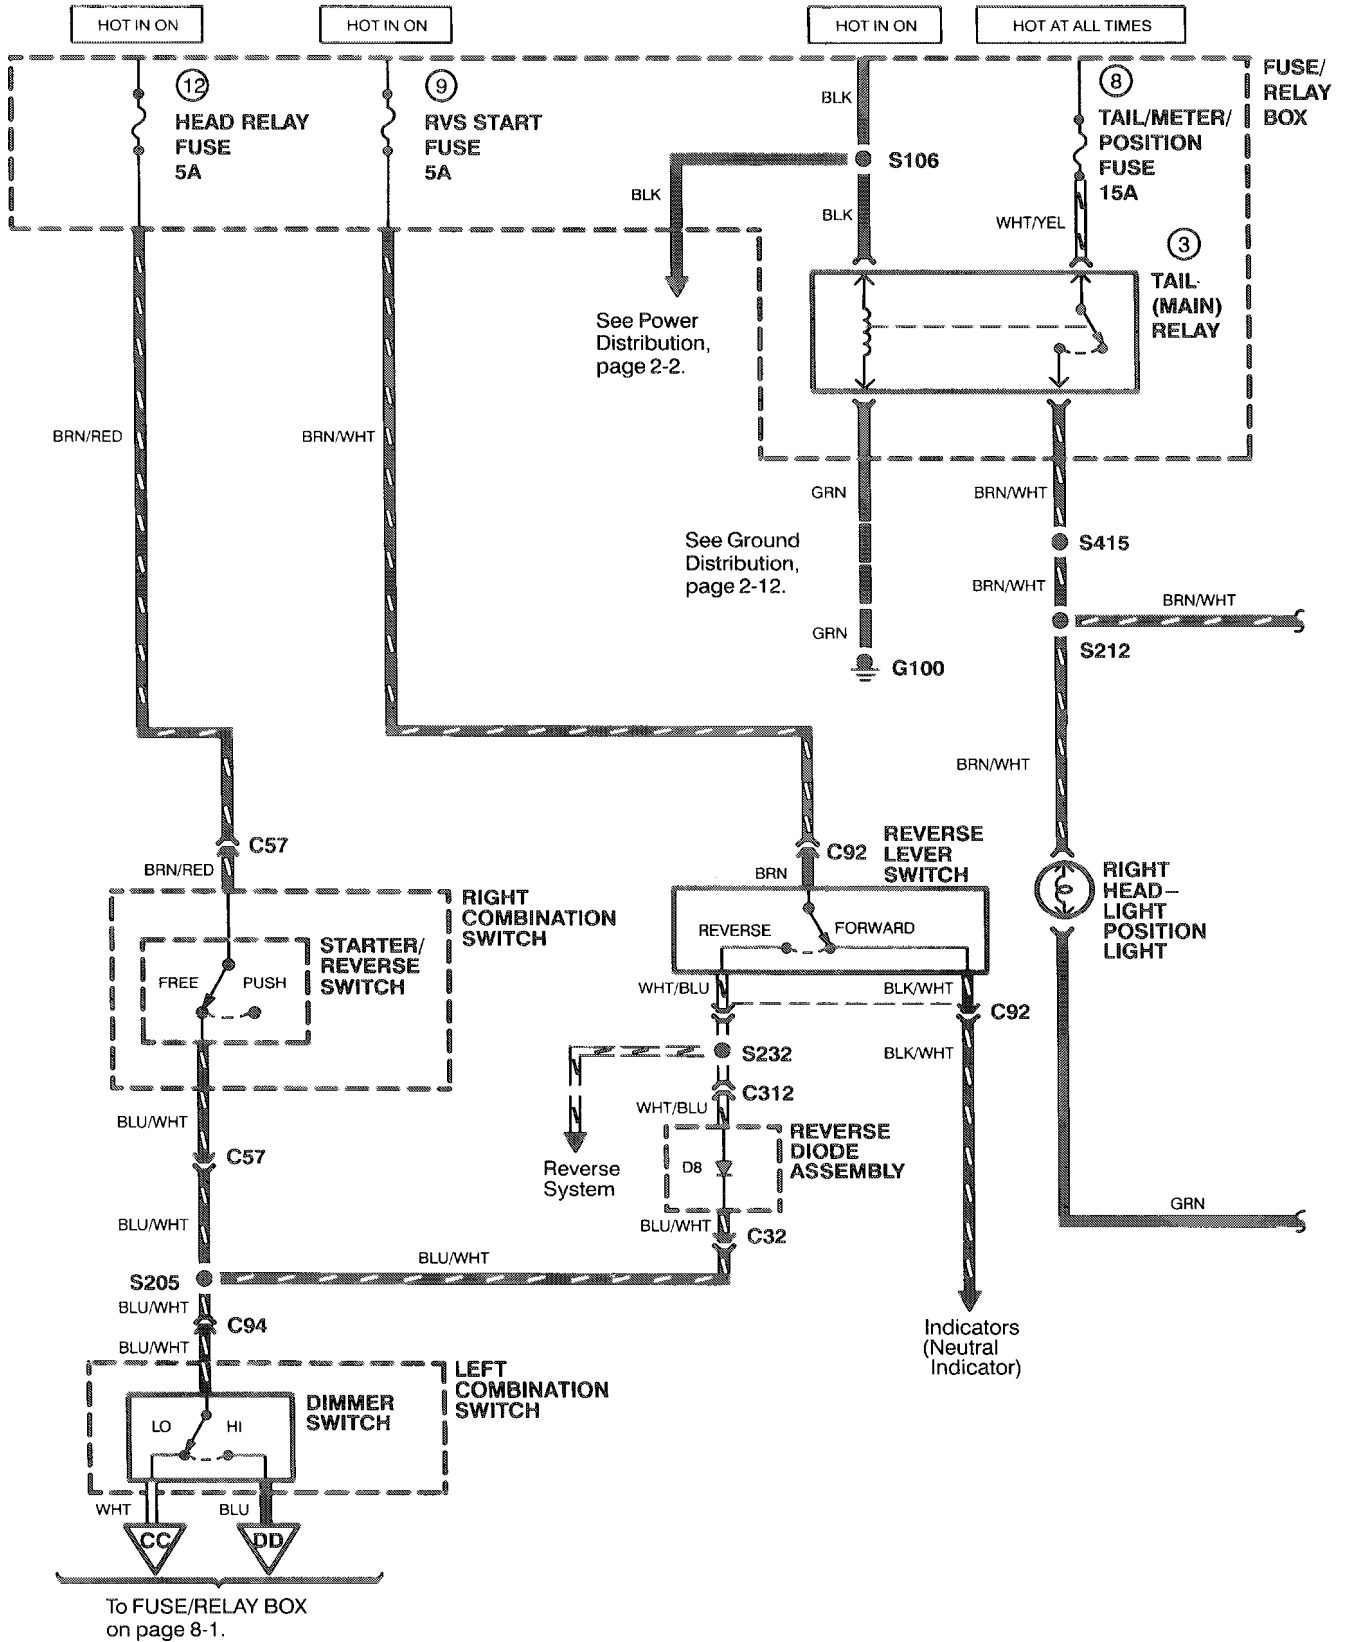 HOT IN ON
HOT IN ON
HOT IN ON
HOT AT ALL TIMES
12
HEAD RELAY
FUSE
5A
9
RVS START
FUSE
5A
BLK
S106
BLK
BLK
8
TAIL/METER/
POSITION
FUSE
15A
FUSE/
RELAY
BOX
WHT/YEL
3
TAIL
(MAIN)
RELAY
See Power
Distribution,
page 2-2.
BRN/RED
BRN/WHT
GRN
BRN/WHT
See Ground
Distribution,
page 2-12.
S415
BRN/WHT
BRN/WHT
S212
GRN
G100
BRN/WHT
C57
BRN/RED
C92
BRN
REVERSE
LEVER
SWITCH
RIGHT
HEAD–
LIGHT
POSITION
LIGHT
RIGHT
COMBINATION
SWITCH
STARTER/
REVERSE
SWITCH
FREE
PUSH
REVERSE
FORWARD
WHT/BLU
BLK/WHT
C92
S232
BLK/WHT
C312
WHT/BLU
BLU/WHT
C57
Reverse
System
D8
REVERSE
DIODE
ASSEMBLY
BLU/WHT
BLU/WHT
C32
GRN
BLU/WHT
S205
BLU/WHT
C94
BLU/WHT
Indicators
(Neutral
Indicator)
LEFT
COMBINATION
SWITCH
DIMMER
SWITCH
LO
HI
WHT
BLU
CC
DD
To FUSE/RELAY BOX
on page 8-1.